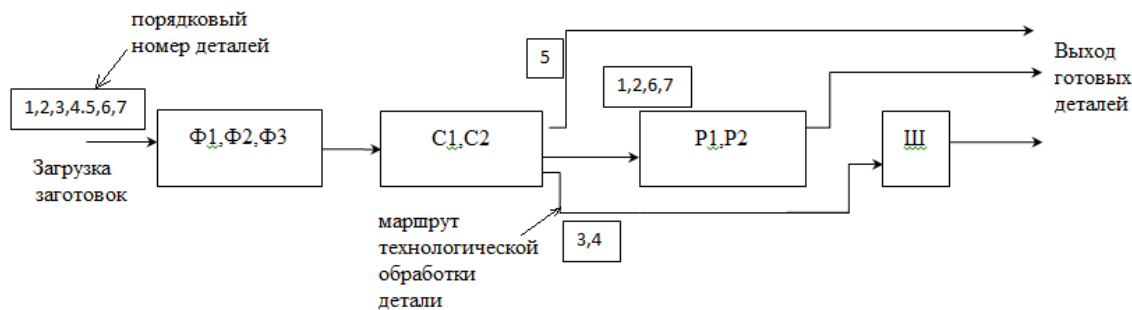 порядковый
номер деталей
1,2,3,4.5,6,7
Загрузка
заготовок
Ф1,Ф2,Ф3
С1,С2
5
1,2,6,7
Р1,Р2
Ш
Выход
готовых
деталей
маршрут
технологической
обработки
детали
3,4